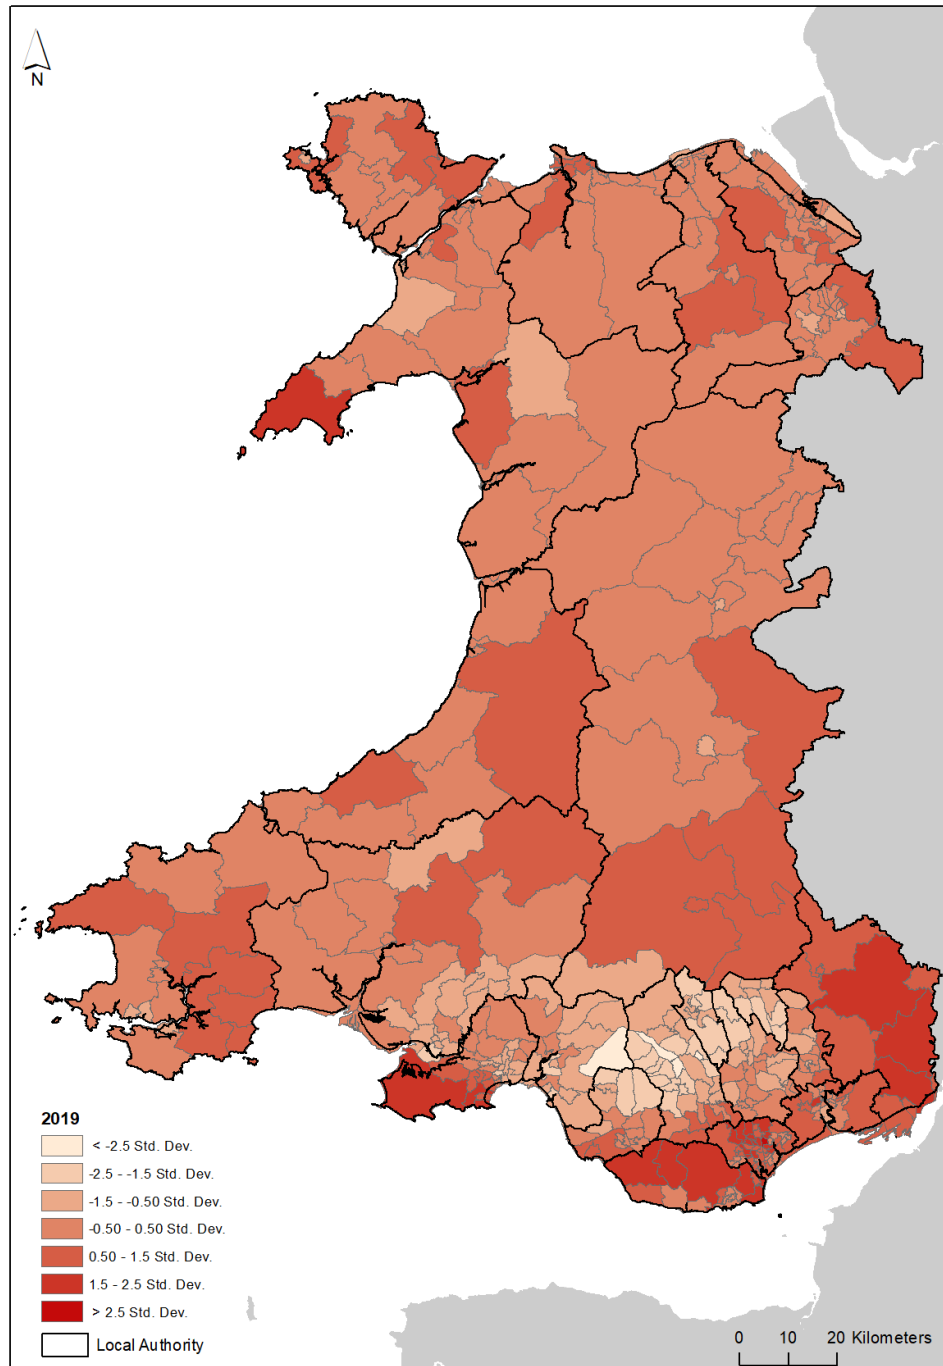 N
2019
< -2.5 Std. Dev.
-2.5 - -1.5 Std. Dev.
-1.5 - -0.50 Std. Dev.
-0.50 - 0.50 Std. Dev.
0.50 - 1.5 Std. Dev.
1.5 - 2.5 Std. Dev.
> 2.5 Std. Dev.
Local Authority
0 10 20 Kilometers